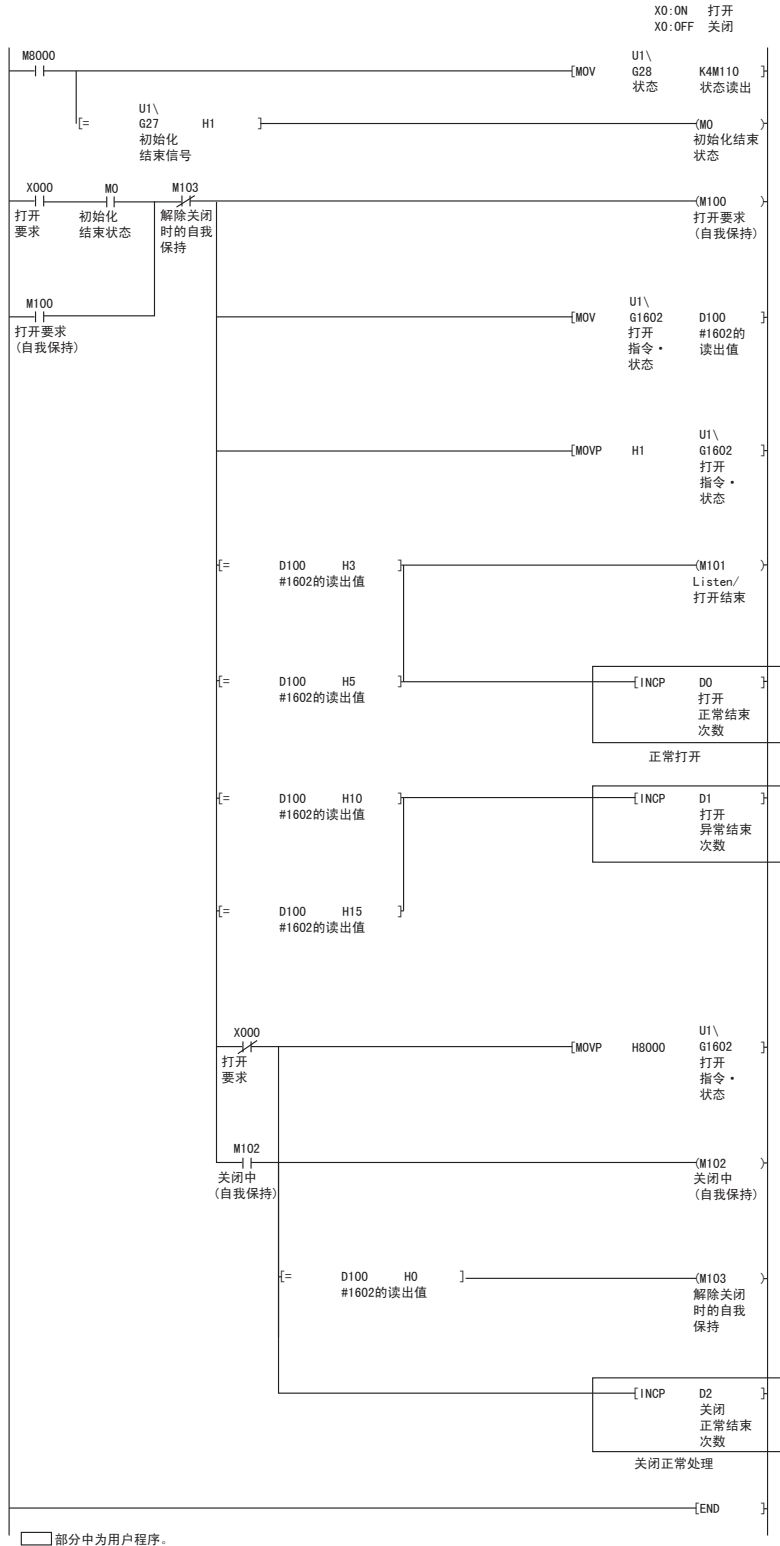 X0:ON 打开
X0:OFF 关闭
M8000
[MOV U1\
G28 K4M110 ]
状态 状态读出
U1\
[= G27 H1 ] (M0 )
初始化
结束信号
初始化结束
状态
X000 M0 M103 (M100 )
打开
要求
初始化
结束状态
解除关闭
时的自我
保持
打开要求
(自我保持)
M100
打开要求
(自我保持)
U1\
[MOV G1602 D100 ]
打开
指令·
状态
#1602的
读出值
U1\
[MOVP H1 G1602 ]
打开
指令·
状态
[= D100 H3 ] (M101 )
#1602的读出值
Listen/
打开结束
[= D100 H5 ] [INCP D0 ]
#1602的读出值
打开
正常结束
次数
正常打开
[= D100 H10 ] [INCP D1 ]
#1602的读出值
打开
异常结束
次数
[= D100 H15 ]
#1602的读出值
X000
打开
要求
U1\
[MOVP H8000 G1602 ]
打开
指令·
状态
M102 (M102 )
关闭中
(自我保持)
关闭中
(自我保持)
[= D100 H0 ] (M103 )
#1602的读出值
解除关闭
时的自我
保持
[INCP D2 ]
关闭
正常结束
次数
关闭正常处理
[END ]
部分中为用户程序。